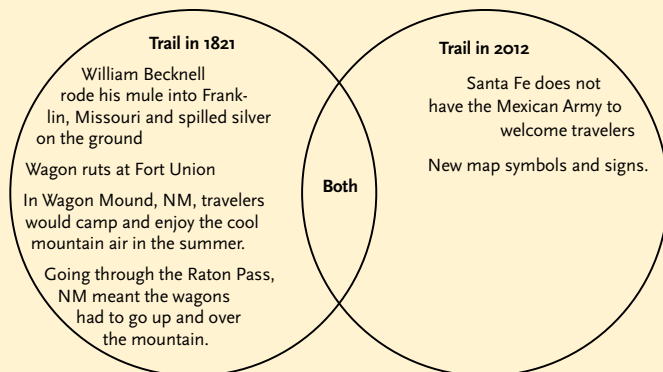 Trail in 1821
William Becknell
rode his mule into Frank-
lin, Missouri and spilled silver
on the ground
Wagon ruts at Fort Union
In Wagon Mound, NM, travelers
would camp and enjoy the cool
mountain air in the summer.
Going through the Raton Pass,
NM meant the wagons
had to go up and over
the mountain.
Both
Trail in 2012
Santa Fe does not
have the Mexican Army to
welcome travelers
New map symbols and signs.